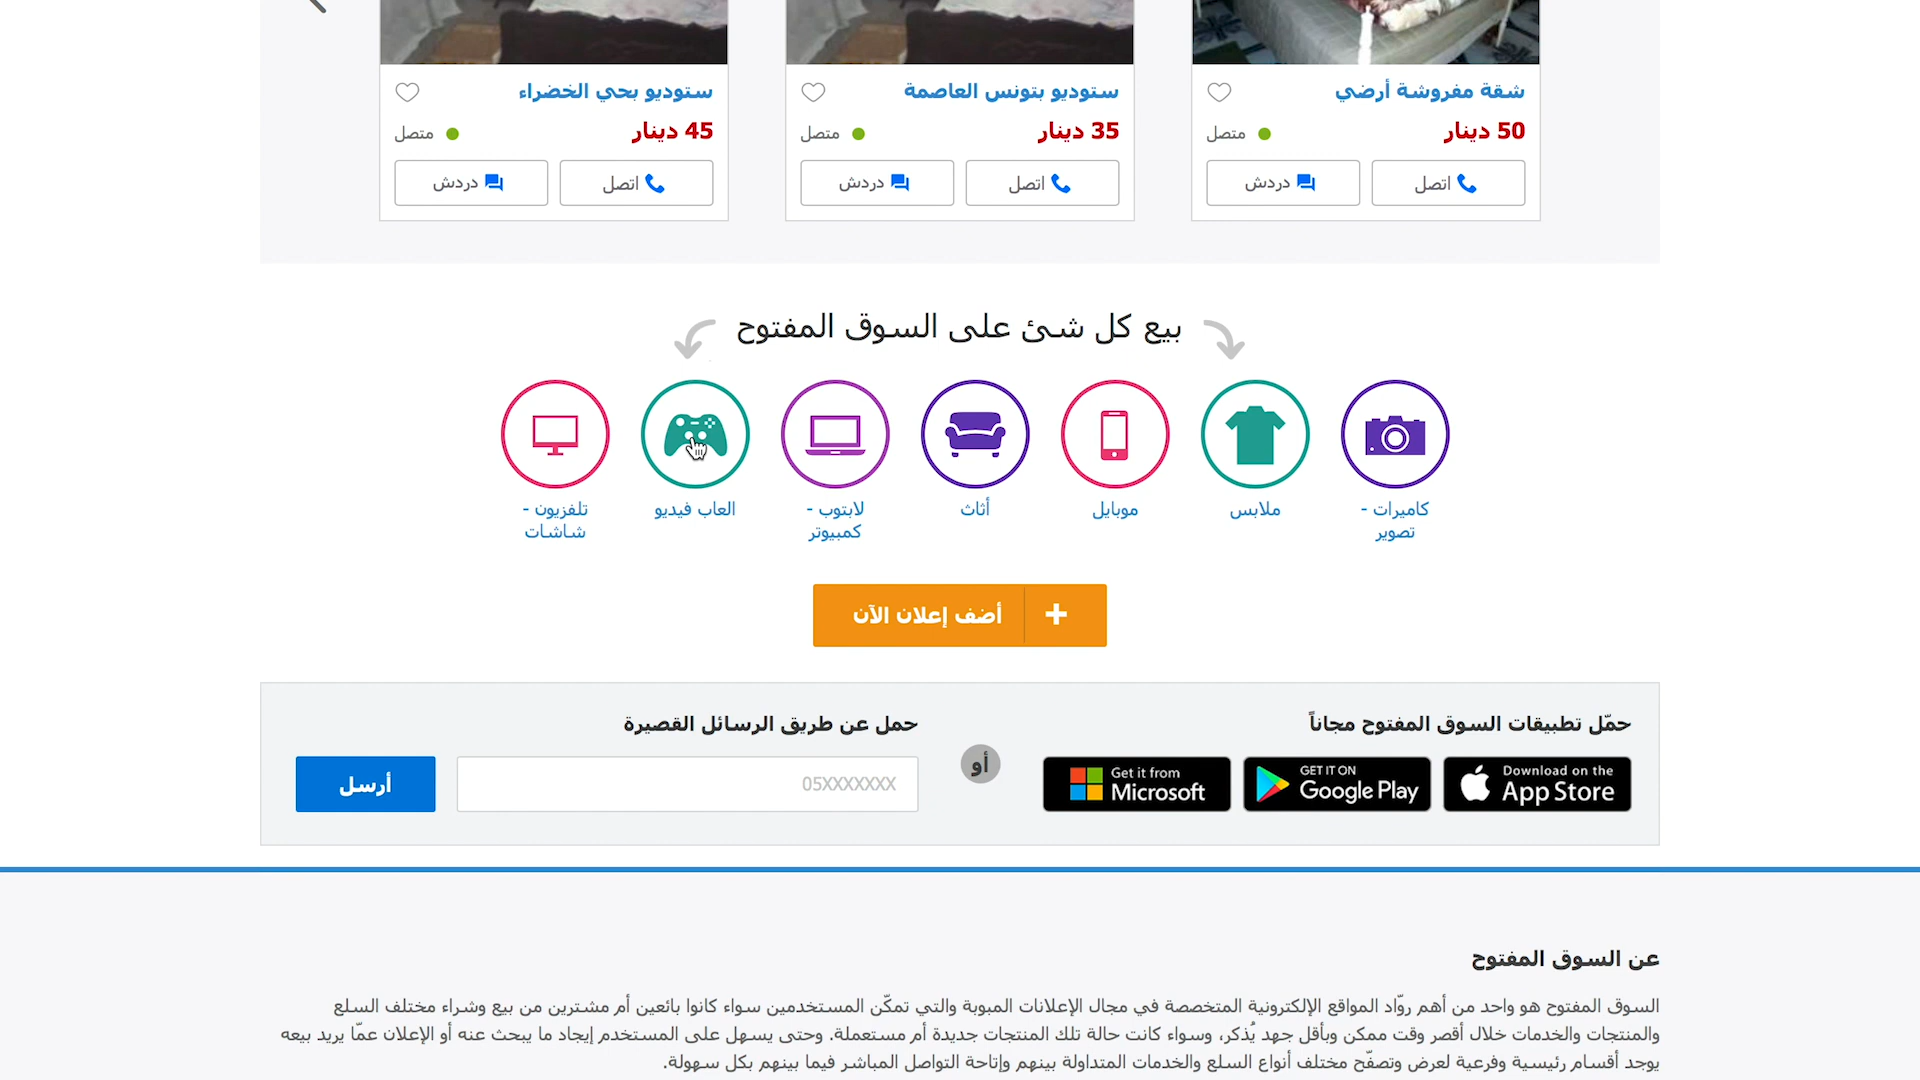 شقة مفروشة أرضي
50 دينار
متصل
اتصل
دردش
ستوديو بتونس العاصمة
35 دينار
متصل
اتصل
دردش
ستوديو بحي الخضراء
45 دينار
متصل
اتصل
دردش
بيع كل شئ على السوق المفتوح
كاميرات -
تصوير
ملابس
موبايل
أثاث
لابتوب -
كمبيوتر
العاب فيديو
تلفزيون -
شاشات
أضف إعلان الآن
حمّل تطبيقات السوق المفتوح مجاناً
Download on the
App Store
GET IT ON
Google Play
Get it from
Microsoft
أو
حمل عن طريق الرسائل القصيرة
05XXXXXXX
أرسل
عن السوق المفتوح
السوق المفتوح هو واحد من أهم روّاد المواقع الإلكترونية المتخصصة في مجال الإعلانات المبوبة والتي تمكّن المستخدمين سواء كانوا بائعين أم مشترين من بيع وشراء مختلف السلع
والمنتجات والخدمات خلال أقصر وقت ممكن وبأقل جهد يُذكر، وسواء كانت حالة تلك المنتجات جديدة أم مستعملة. وحتى يسهل على المستخدم إيجاد ما يبحث عنه أو الإعلان عمّا يريد بيعه
يوجد أقسام رئيسية وفرعية لعرض وتصفّح مختلف أنواع السلع والخدمات المتداولة بينهم وإتاحة التواصل المباشر فيما بينهم بكل سهولة.